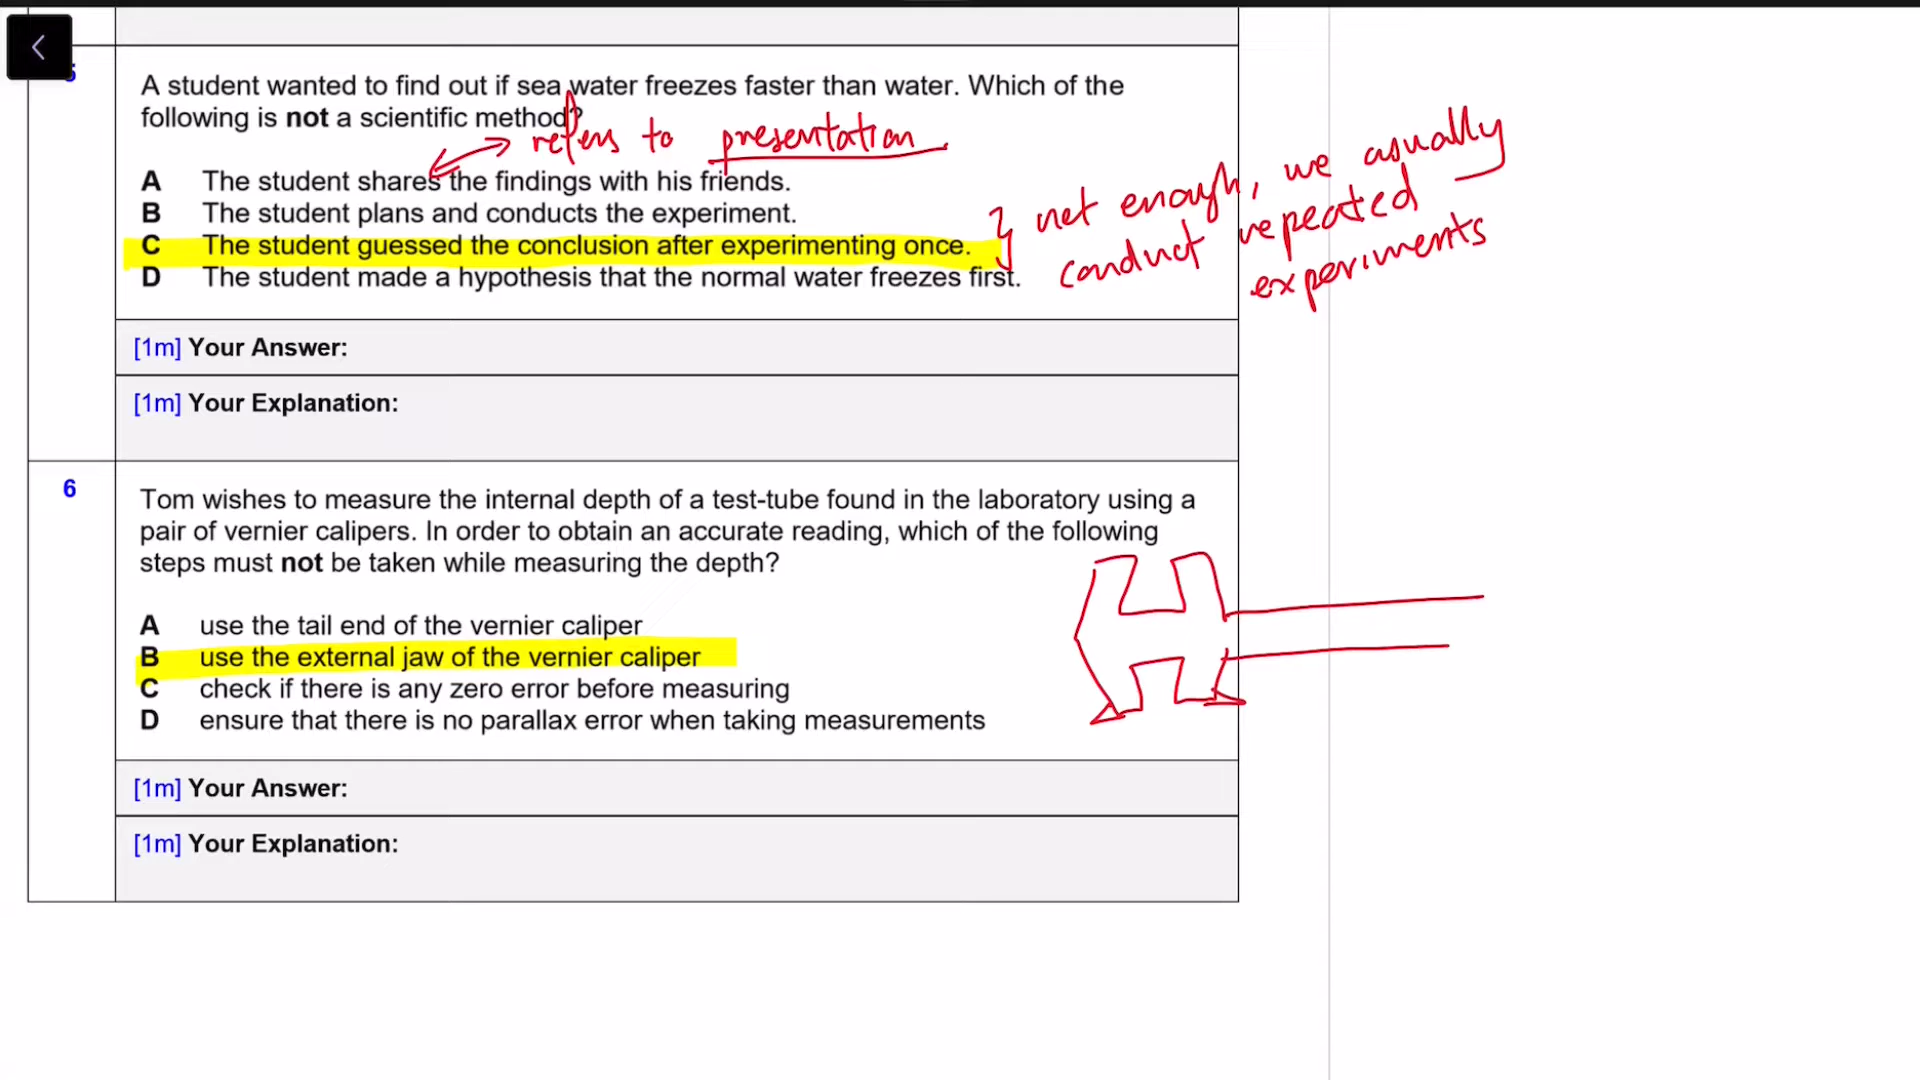 5
A student wanted to find out if sea water freezes faster than water. Which of the
following is not a scientific method?
refers to presentation
A The student shares the findings with his friends.
B The student plans and conducts the experiment.
C The student guessed the conclusion after experimenting once.
D The student made a hypothesis that the normal water freezes first.
not enough, we usually
conduct repeated
experiments
[1m] Your Answer:
[1m] Your Explanation:
6
Tom wishes to measure the internal depth of a test-tube found in the laboratory using a
pair of vernier calipers. In order to obtain an accurate reading, which of the following
steps must not be taken while measuring the depth?
A use the tail end of the vernier caliper
B use the external jaw of the vernier caliper
C check if there is any zero error before measuring
D ensure that there is no parallax error when taking measurements
[1m] Your Answer:
[1m] Your Explanation: